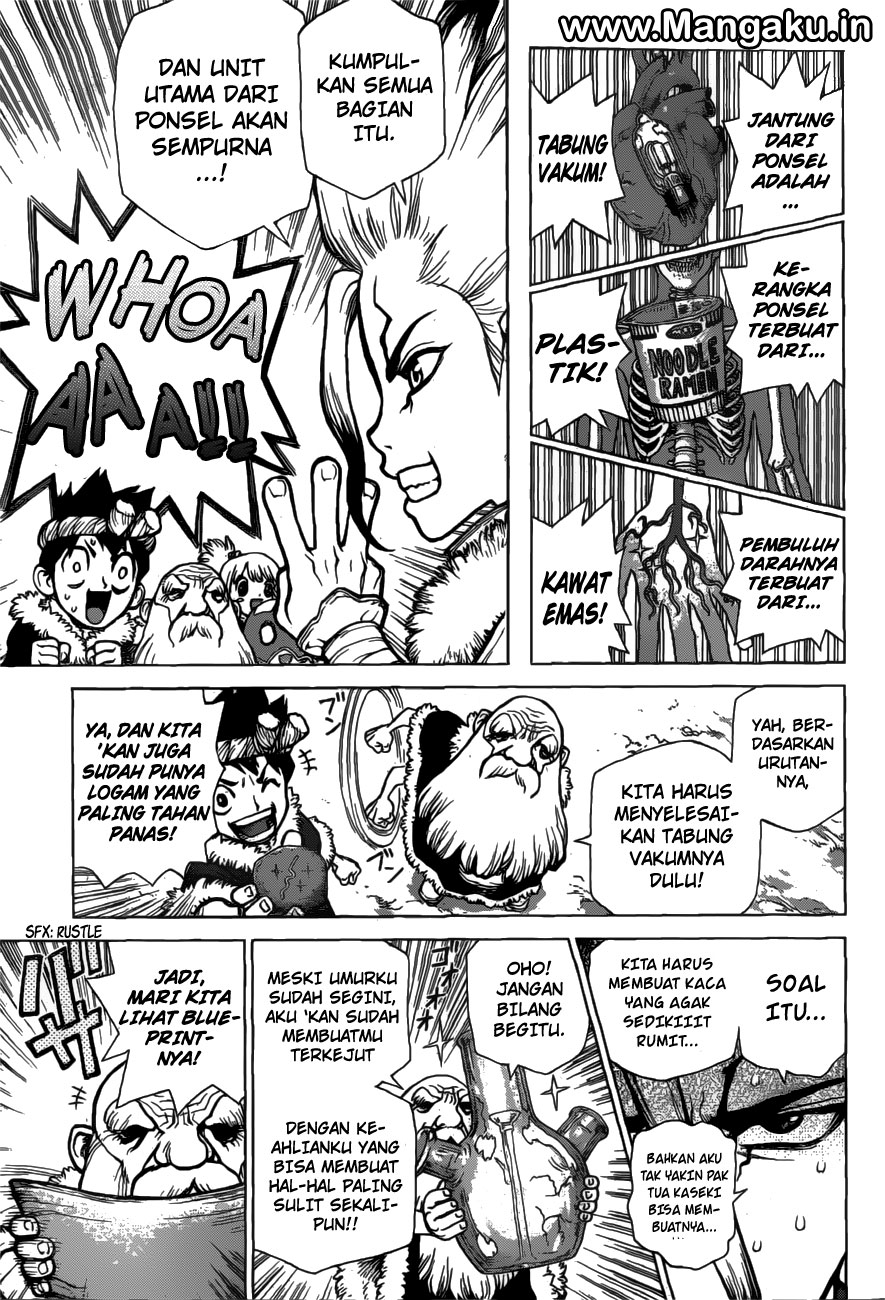 www.Mangaku.in
JANTUNG
DARI
PONSEL
ADALAH
...
TABUNG
VAKUM!
KE-
RANGKA
PONSEL
TERBUAT
DARI...
PLAS-
TIK!
NOODLE
RAMEN
PEMBULUH
DARAHNYA
TERBUAT
DARI...
KAWAT
EMAS!
KUMPUL-
KAN SEMUA
BAGIAN
ITU.
DAN UNIT
UTAMA DARI
PONSEL AKAN
SEMPURNA
...!
WHOA
AAA!!
YAH, BER-
DASARKAN
URUTAN-
NYA,
KITA HARUS
MENYELESAI-
KAN TABUNG
VAKUMNYA
DULU!
ブン
ブン
YA, DAN KITA
'KAN JUGA
SUDAH PUNYA
LOGAM YANG
PALING TAHAN
PANAS!
SOAL
ITU...
KITA HARUS
MEMBUAT KACA
YANG AGAK
SEDIKIIIT
RUMIT...
BAHKAN AKU
TAK YAKIN PAK
TUA KASEKI
BISA MEM-
BUATNYA...
...
OHO!
JANGAN
BILANG
BEGITU.
MESKI UMURKU
SUDAH SEGINI,
AKU 'KAN SUDAH
MEMBUATMU
TERKEJUT
DENGAN KE-
AHLIANKU YANG
BISA MEMBUAT
HAL-HAL PALING
SULIT SEKALI-
PUN!!
SFX: RUSTLE
JADI,
MARI KITA
LIHAT BLUE-
PRINT-
NYA!